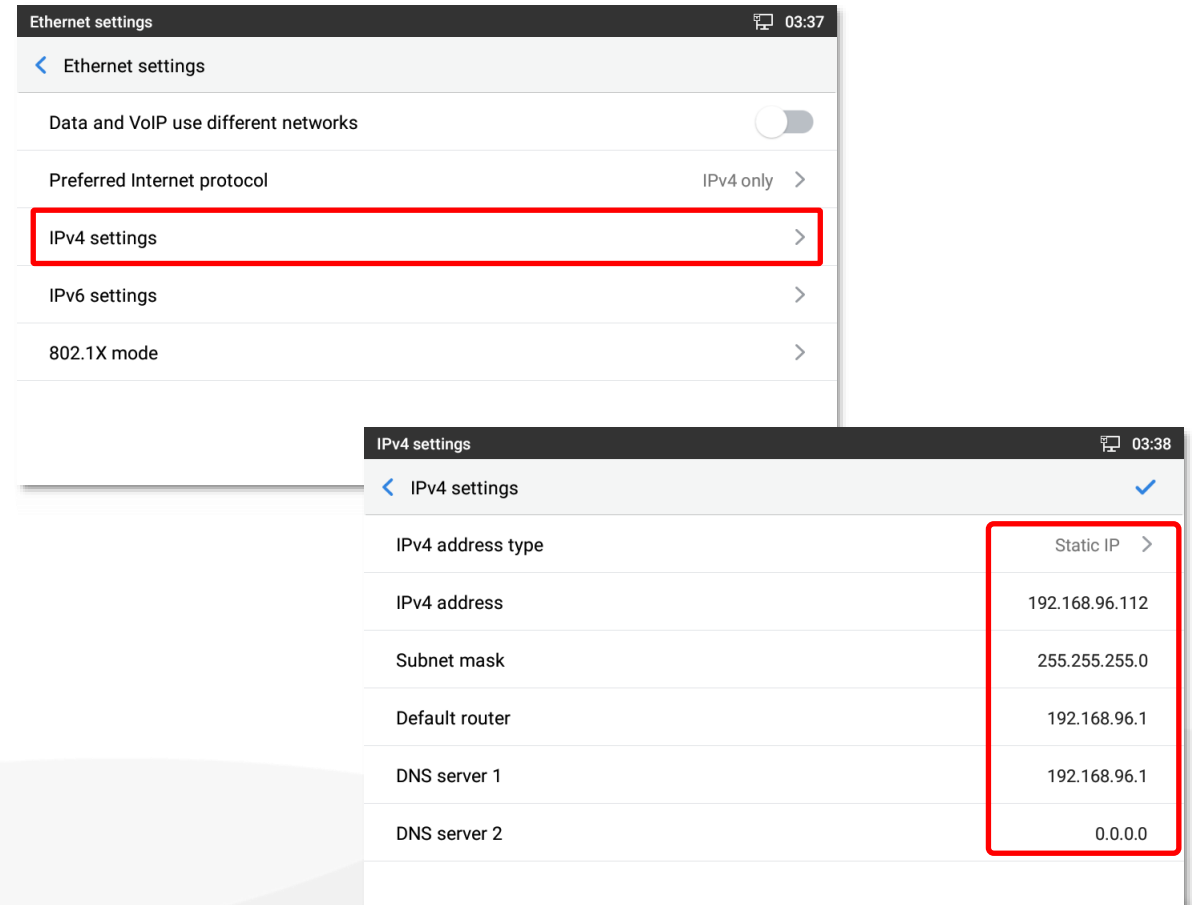 Ethernet settings 03:37
Ethernet settings
Data and VoIP use different networks
Preferred Internet protocol IPv4 only
IPv4 settings
IPv6 settings
802.1X mode
IPv4 settings 03:38
IPv4 settings
IPv4 address type Static IP
IPv4 address 192.168.96.112
Subnet mask 255.255.255.0
Default router 192.168.96.1
DNS server 1 192.168.96.1
DNS server 2 0.0.0.0